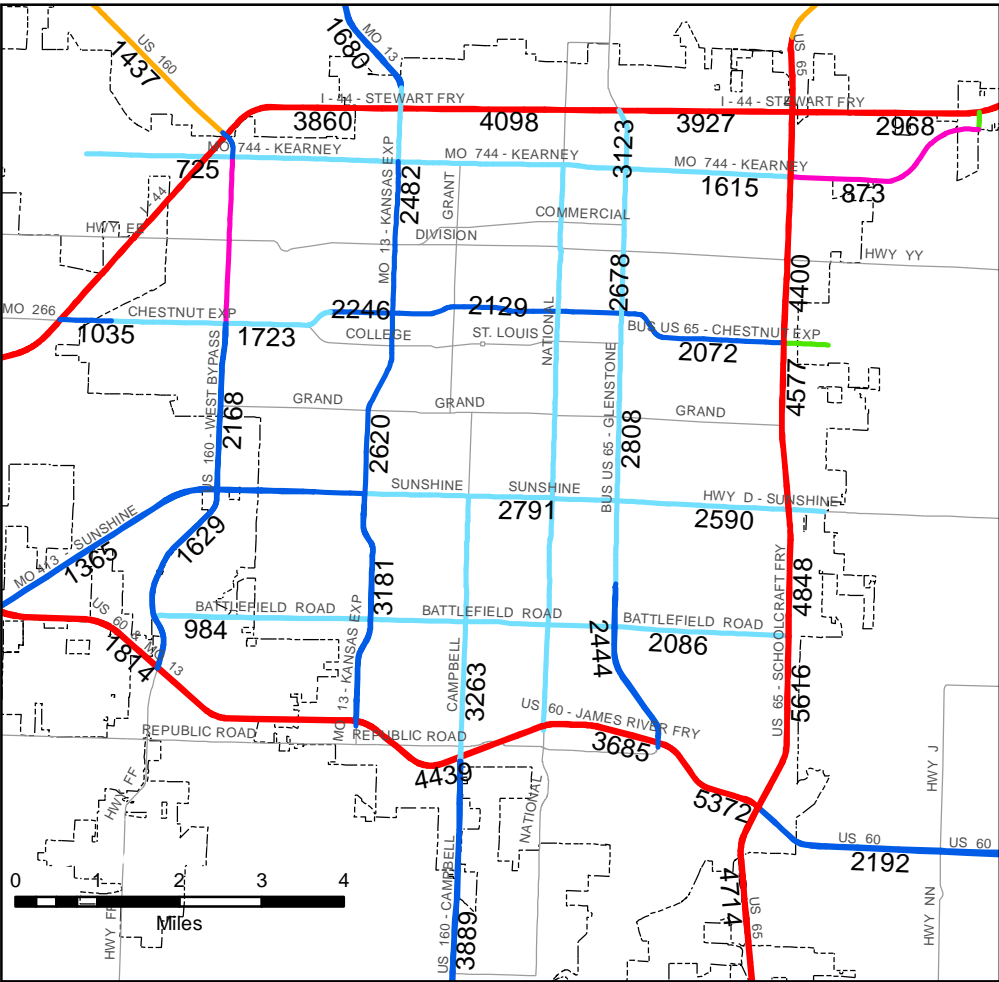 US 160
1437
1680
MO 13
US 65
I - 44 - STEWART FRY
I - 44 - STEWART FRY
3860
4098
3123
3927
2968
MO 744 - KEARNEY
MO 744 - KEARNEY
MO 744 - KEARNEY
725
2482
1615
873
I - 44
MO 13 - KANSAS EXP
GRANT
COMMERCIAL
HWY EE
DIVISION
HWY YY
2678
4400
MO 266
CHESTNUT EXP
2246
2129
1035
1723
COLLEGE
ST. LOUIS
NATIONAL
BUS US 65 - CHESTNUT EXP
2072
US 160 - WEST BYPASS
2168
GRAND
GRAND
GRAND
4577
2620
BUS US 65 - GLENSTONE
2808
SUNSHINE
SUNSHINE
HWY D - SUNSHINE
2791
2590
MO 413 - SUNSHINE
1365
1629
3181
US 65 - SCHOOLCRAFT FRY
4848
BATTLEFIELD ROAD
BATTLEFIELD ROAD
BATTLEFIELD ROAD
984
2444
2086
US 60 & MO 13
1814
MO 13 - KANSAS EXP
CAMPBELL
3263
5616
US 60 - JAMES RIVER FRY
3685
REPUBLIC ROAD
REPUBLIC ROAD
4439
5372
HWY FF
NATIONAL
HWY J
US 60
US 60
2192
0 1 2 3 4
Miles
HWY FF
US 160 - CAMPBELL
3889
4714
US 65
HWY NN